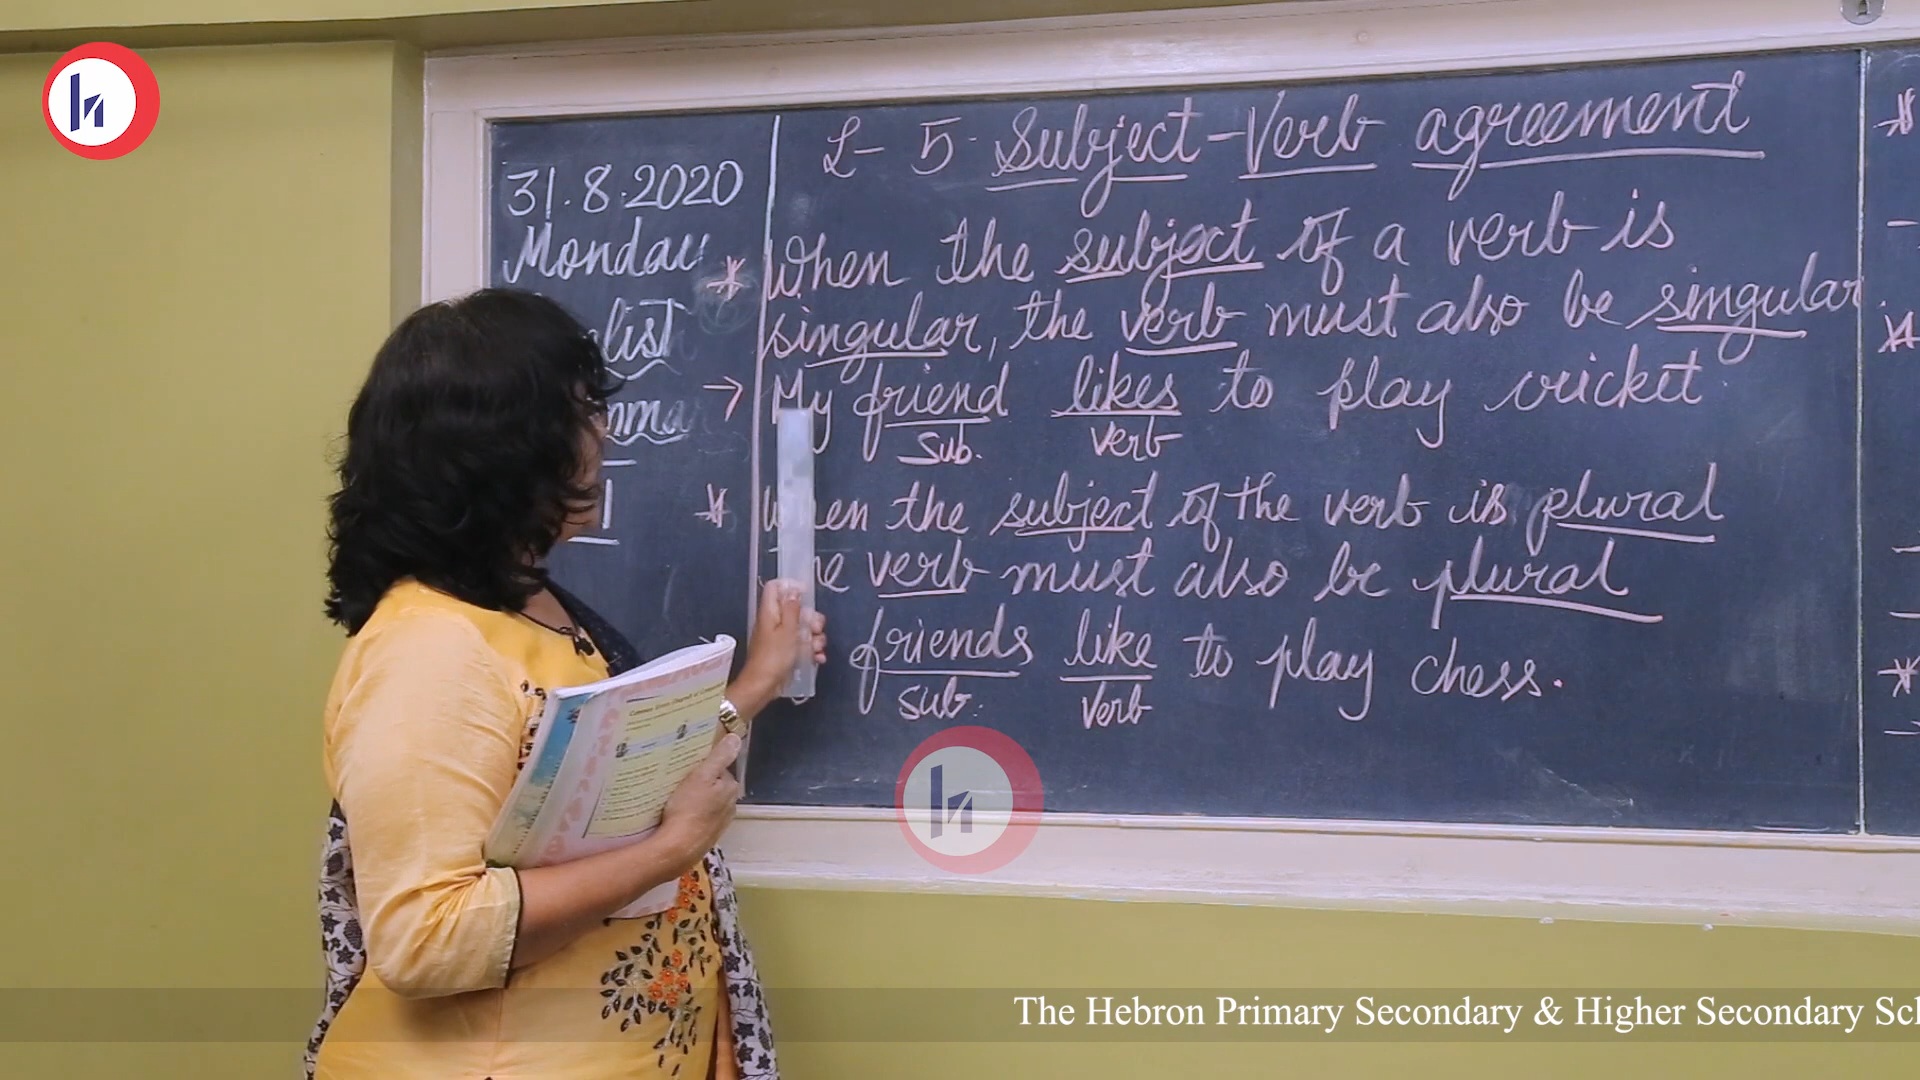 31.8.2020
Monday
L- 5 Subject-Verb agreement
* When the subject of a verb is
singular, the verb must also be singular.
→ My friend likes to play cricket
Sub. verb
* When the subject of the verb is plural
the verb must also be plural
friends like to play chess.
sub. verb
The Hebron Primary Secondary & Higher Secondary